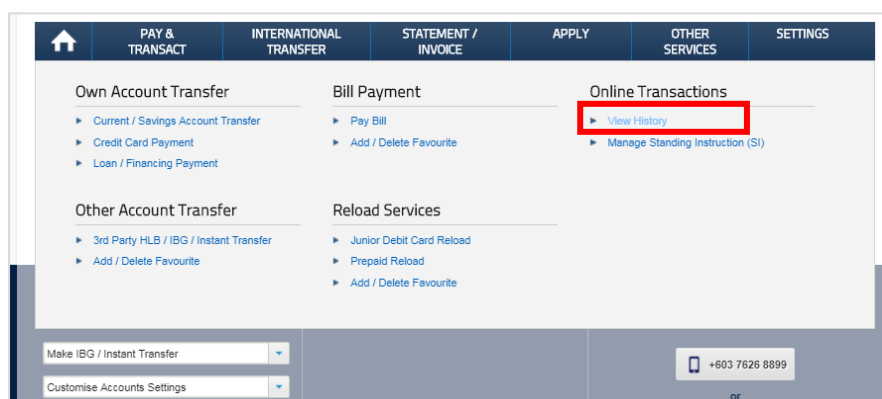 PAY &
TRANSACT
INTERNATIONAL
TRANSFER
STATEMENT /
INVOICE
APPLY
OTHER
SERVICES
SETTINGS
Own Account Transfer
Current / Savings Account Transfer
Credit Card Payment
Loan / Financing Payment
Bill Payment
Pay Bill
Add / Delete Favourite
Online Transactions
View History
Manage Standing Instruction (SI)
Other Account Transfer
3rd Party HLB / IBG / Instant Transfer
Add / Delete Favourite
Reload Services
Junior Debit Card Reload
Prepaid Reload
Add / Delete Favourite
Make IBG / Instant Transfer
Customise Accounts Settings
+603 7626 8899
or